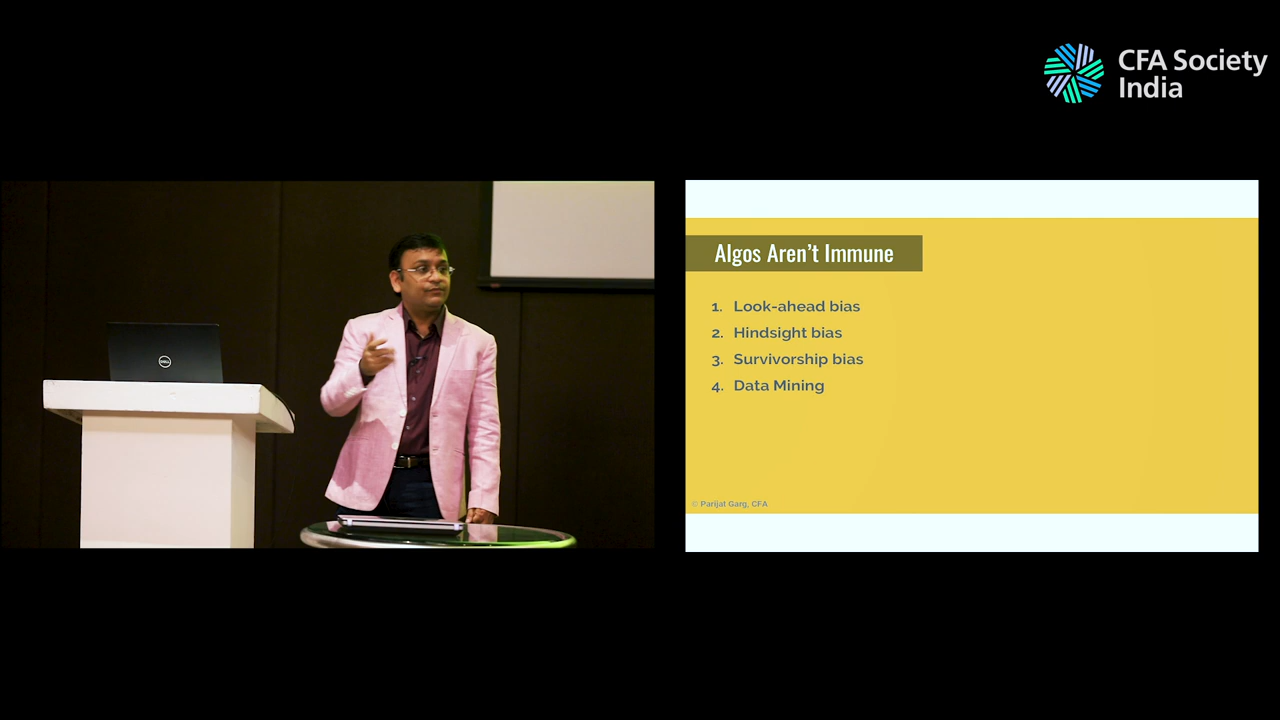 CFA Society
India
Algos Aren't Immune
1. Look-ahead bias
2. Hindsight bias
3. Survivorship bias
4. Data Mining
© Parijat Garg, CFA
DELL